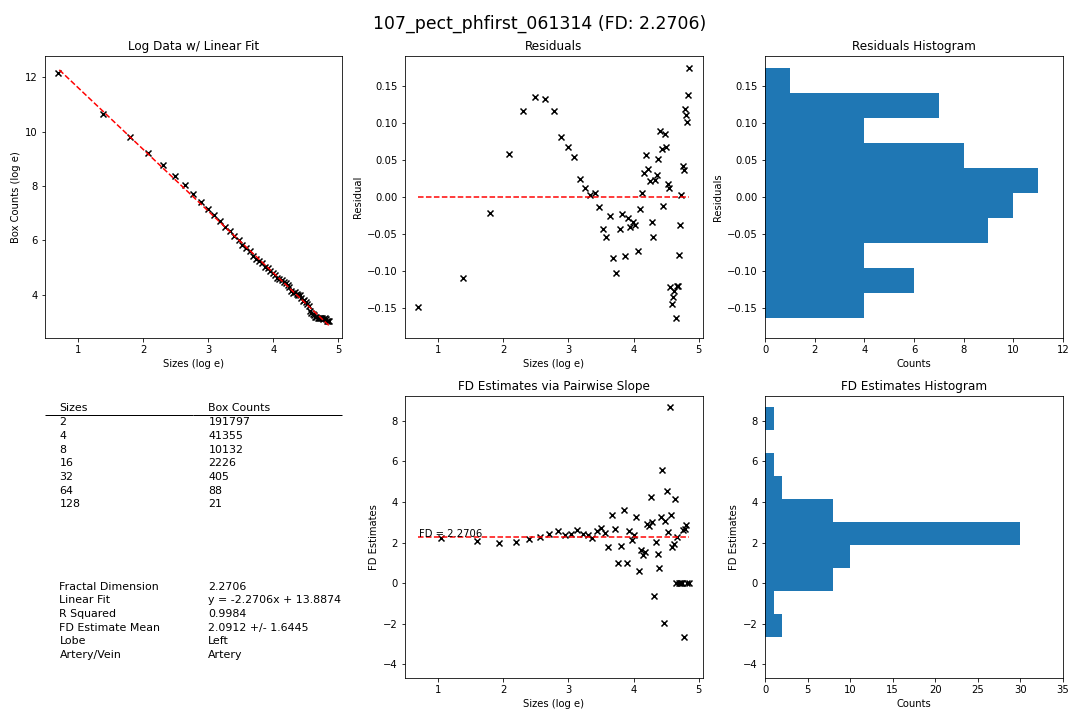 107_pect_phfirst_061314 (FD: 2.2706)
Log Data w/ Linear Fit
12
10
8
6
4
Box Counts (log e)
1 2 3 4 5
Sizes (log e)
Residuals
0.15
0.10
0.05
0.00
−0.05
−0.10
−0.15
Residual
1 2 3 4 5
Sizes (log e)
Residuals Histogram
0.15
0.10
0.05
0.00
−0.05
−0.10
−0.15
Residuals
0 2 4 6 8 10 12
Counts
Sizes Box Counts
2 191797
4 41355
8 10132
16 2226
32 405
64 88
128 21
Fractal Dimension 2.2706
Linear Fit y = -2.2706x + 13.8874
R Squared 0.9984
FD Estimate Mean 2.0912 +/- 1.6445
Lobe Left
Artery/Vein Artery
FD Estimates via Pairwise Slope
8
6
4
2
0
−2
−4
FD Estimates
FD = 2.2706
1 2 3 4 5
Sizes (log e)
FD Estimates Histogram
8
6
4
2
0
−2
−4
FD Estimates
0 5 10 15 20 25 30 35
Counts